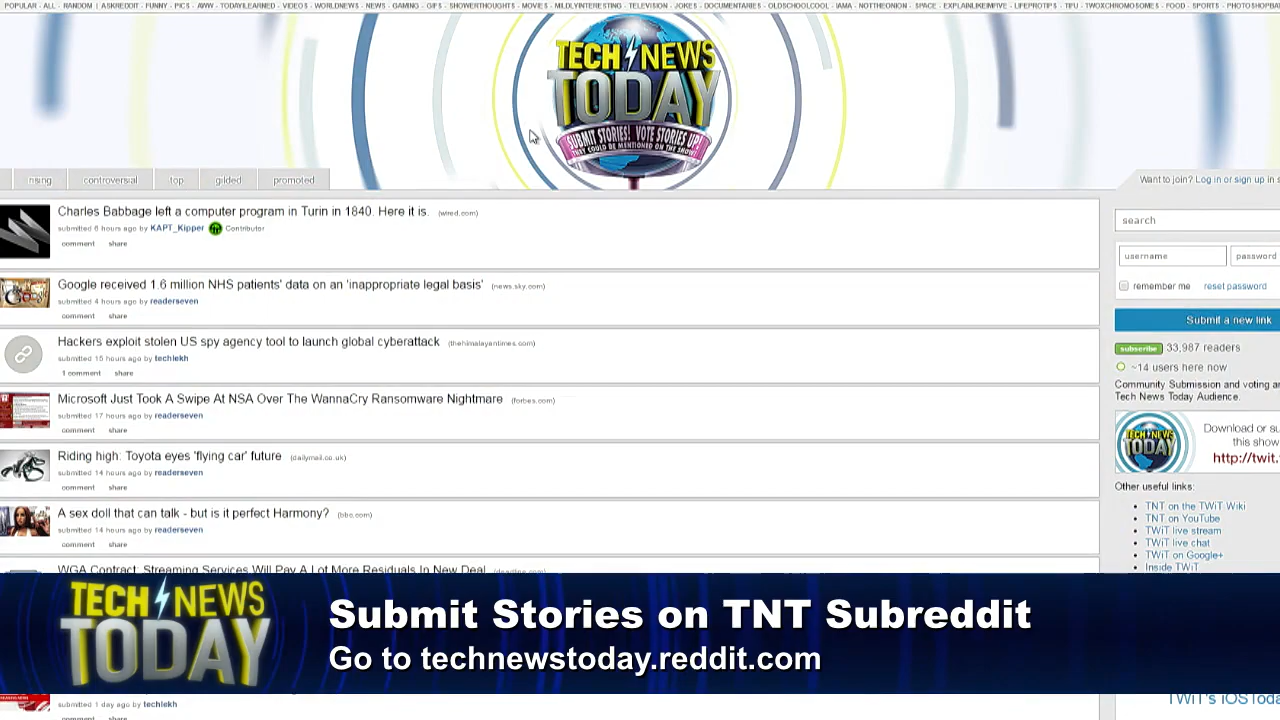 POPULAR - ALL - RANDOM | ASKREDDIT - FUNNY - PICS - AWW - TODAYILEARNED - VIDEOS - WORLDNEWS - NEWS - GAMING - GIFS - SHOWERTHOUGHTS - MOVIES - MILDLYINTERESTING - TELEVISION - JOKES - DOCUMENTARIES - OLDSCHOOLCOOL - IAMA - NOTTHEONION - SPACE - EXPLAINLIKEIMFIVE - LIFEPROTIPS - TIFU - TWOXCHROMOSOMES - FOOD - SPORTS - PHOTOSHOPBA
TECH NEWS
TODAY
SUBMIT STORIES! VOTE STORIES UP!
THEY COULD BE MENTIONED ON THE SHOW!
rising controversial top gilded promoted
Want to join? Log in or sign up in s
Charles Babbage left a computer program in Turin in 1840. Here it is. (wired.com)
submitted 6 hours ago by KAPT_Kipper Contributor
comment share
Google received 1.6 million NHS patients' data on an 'inappropriate legal basis' (news.sky.com)
submitted 4 hours ago by readerseven
comment share
Hackers exploit stolen US spy agency tool to launch global cyberattack (thehimalayantimes.com)
submitted 15 hours ago by techlekh
1 comment share
Microsoft Just Took A Swipe At NSA Over The WannaCry Ransomware Nightmare (forbes.com)
submitted 17 hours ago by readerseven
comment share
Riding high: Toyota eyes 'flying car' future (dailymail.co.uk)
submitted 14 hours ago by readerseven
comment share
A sex doll that can talk - but is it perfect Harmony? (bbc.com)
submitted 14 hours ago by readerseven
comment share
WGA Contract: Streaming Services Will Pay A Lot More Residuals In New Deal (deadline.com)
search
username password
remember me reset password
Submit a new link
subscribe 33,987 readers
~14 users here now
Community Submission and voting a
Tech News Today Audience.
TECH NEWS
TODAY
Download or su
this show
http://twit.
Other useful links:
TNT on the TWiT Wiki
TNT on YouTube
TWiT live stream
TWiT live chat
TWiT on Google+
Inside TWiT
TECH NEWS
TODAY
Submit Stories on TNT Subreddit
Go to technewstoday.reddit.com
submitted 1 day ago by techlekh
comment share
TWiT's iOS Toda